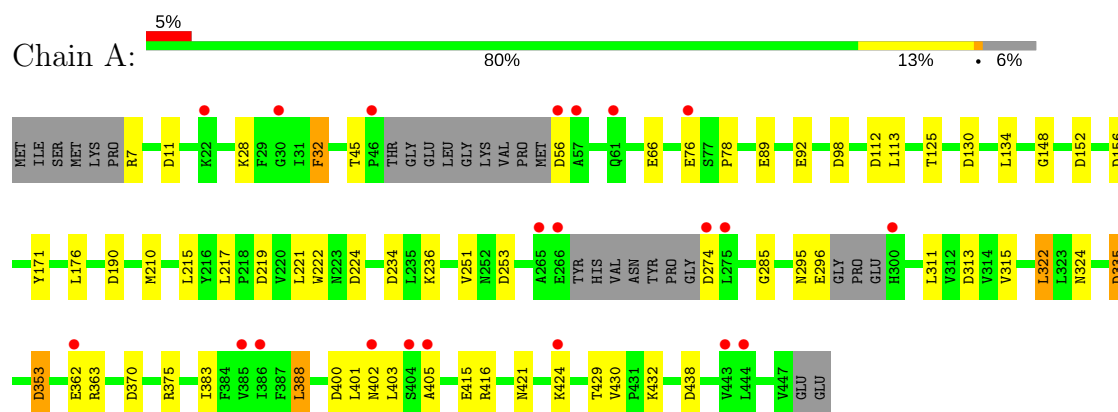 5%
Chain A:
80% 13% • 6%
MET ILE SER MET LYS PRO R7 D11 K22 K28 F29 G30 I31 F32 T45 P46 THR GLY GLU LEU GLY LYS VAL PRO MET D56 A57 Q61 E66 E76 S77 P78 E89 E92 D98 D112 L113 T125 D130 L134 G148 D152 D156
Y171 L176 D190 M210 L215 Y216 L217 P218 D219 V220 L221 W222 N223 D224 D234 L235 K236 V251 N252 D253 A265 E266 TYR HIS VAL ASN TYR PRO GLY D274 L275 G285 N295 E296 GLY PRO GLU H300 L311 V312 D313 V314 V315 L322 L323 N324 D335
D353 E362 R363 D370 R375 I383 F384 V385 I386 F387 L388 D400 L401 N402 L403 S404 A405 E415 R416 N421 K424 T429 V430 P431 K432 D438 V443 L444 V447 GLU GLU